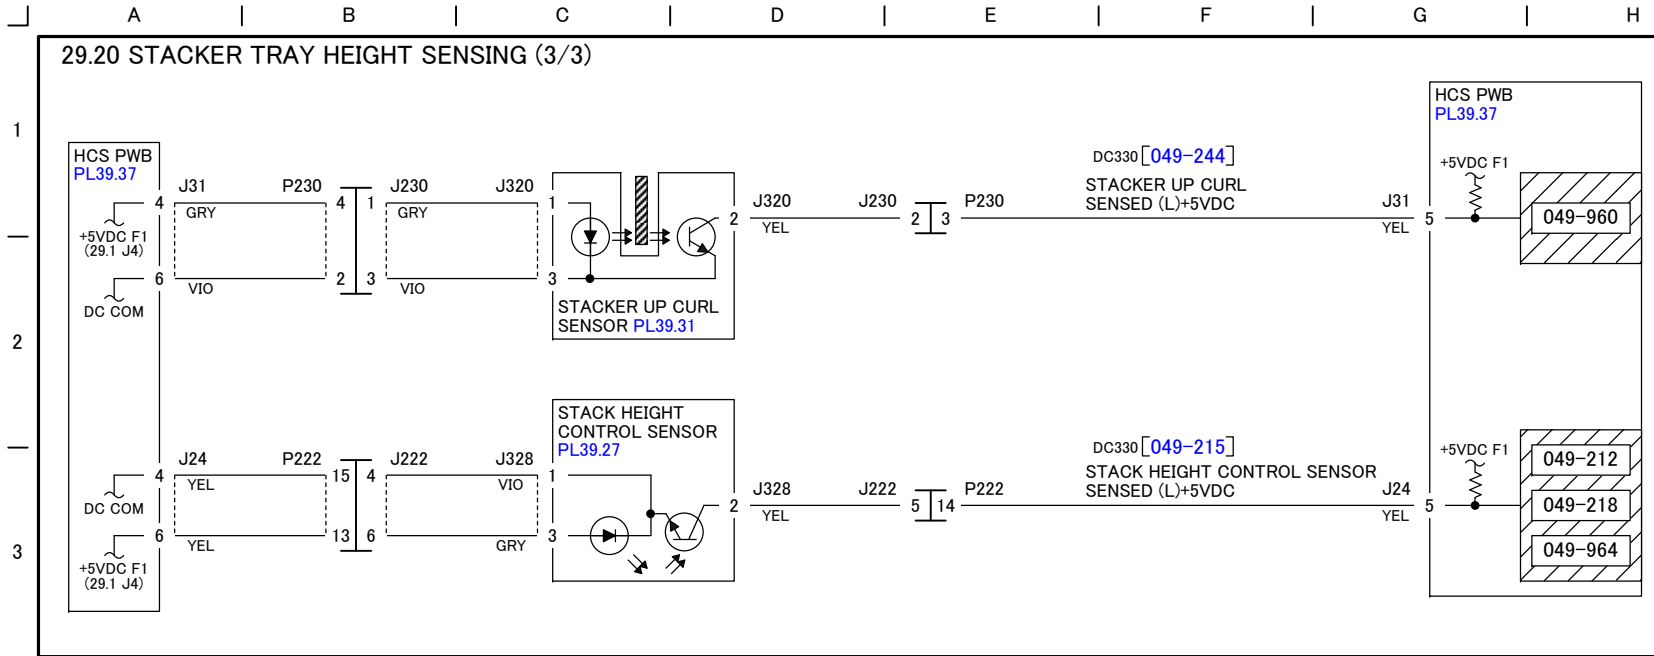 A B C D E F G H
29.20 STACKER TRAY HEIGHT SENSING (3/3)
1
2
3
HCS PWB
PL39.37
4
+5VDC F1
(29.1 J4)
6
DC COM
J31 P230 J230 J320
GRY 4 1 GRY 1
VIO 2 3 VIO 3
STACKER UP CURL
SENSOR PL39.31
2 J320 J230 P230
YEL 2 3
DC330 [049-244]
STACKER UP CURL
SENSED (L)+5VDC
J31
YEL 5
HCS PWB
PL39.37
+5VDC F1
049-960
4
DC COM
6
+5VDC F1
(29.1 J4)
J24 P222 J222 J328
YEL 15 4 VIO 1
YEL 13 6 GRY 3
STACK HEIGHT
CONTROL SENSOR
PL39.27
2 J328 J222 P222
YEL 5 14
DC330 [049-215]
STACK HEIGHT CONTROL SENSOR
SENSED (L)+5VDC
J24
YEL 5
+5VDC F1
049-212
049-218
049-964